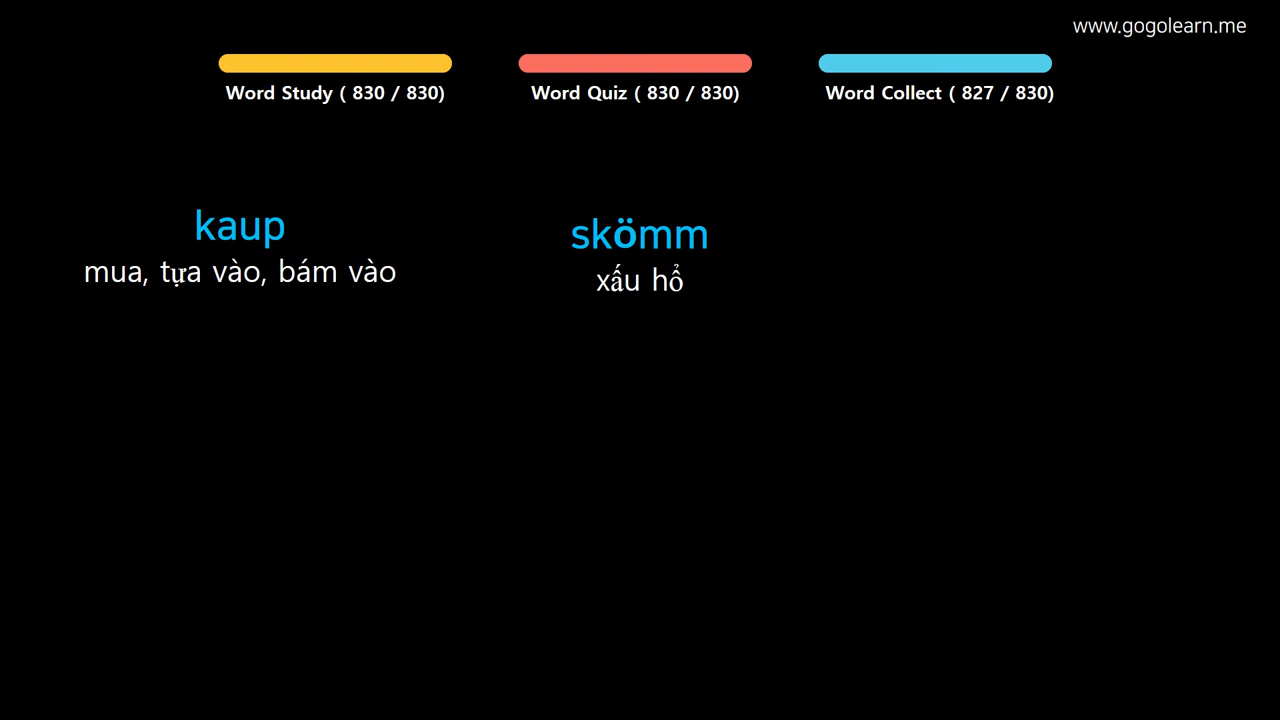 www.gogolearn.me
Word Study ( 830 / 830)
Word Quiz ( 830 / 830)
Word Collect ( 827 / 830)
kaup
mua, tựa vào, bám vào
skömm
xấu hổ